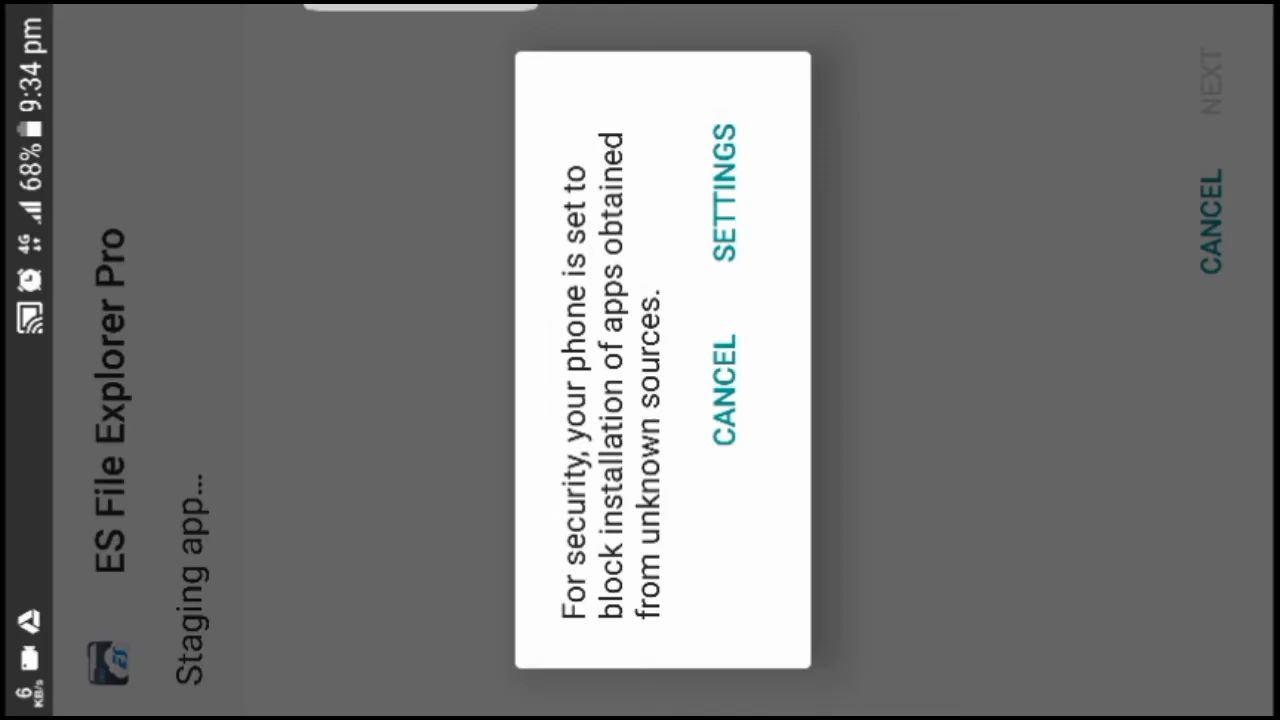 6
KB/s
4G
68%
9:34 pm
ES File Explorer Pro
Staging app...
For security, your phone is set to
block installation of apps obtained
from unknown sources.
CANCEL SETTINGS
CANCEL NEXT